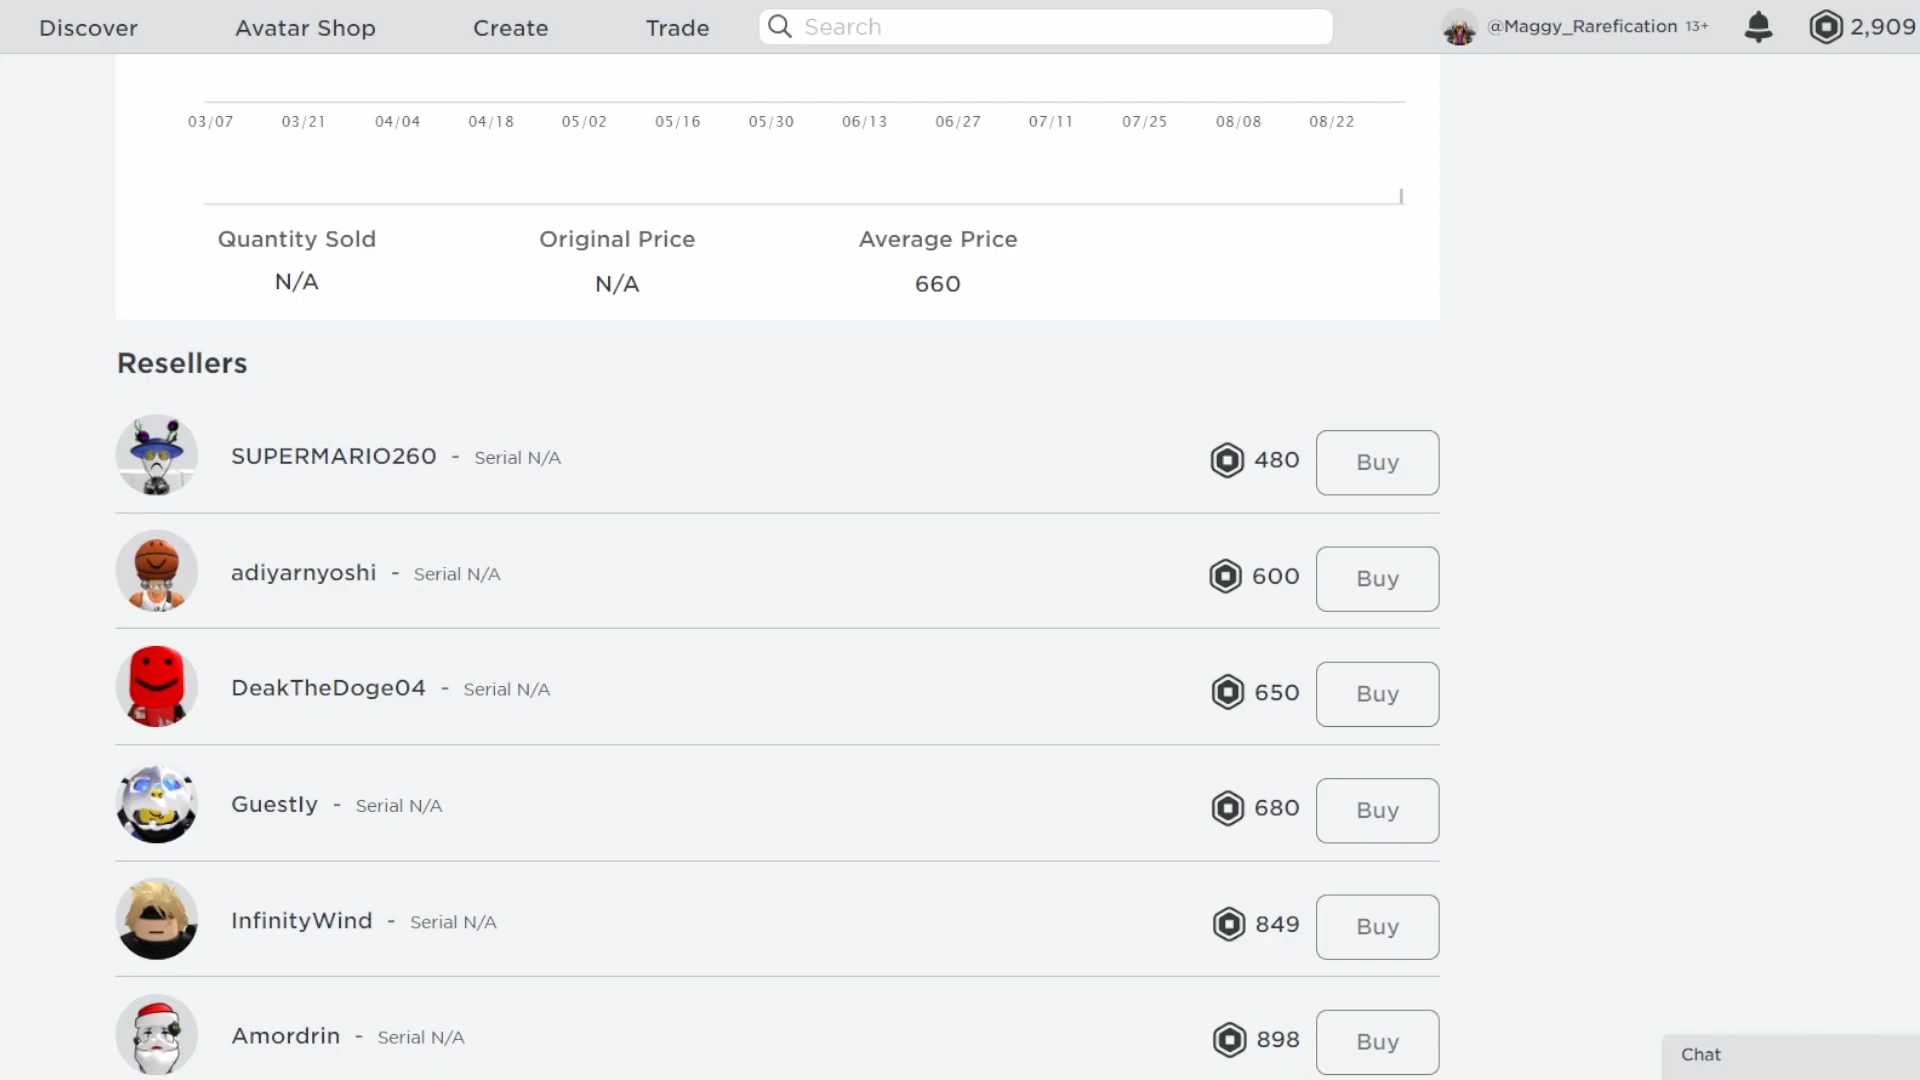 Discover Avatar Shop Create Trade Search @Maggy_Rarefication 13+ 2,909
03/07 03/21 04/04 04/18 05/02 05/16 05/30 06/13 06/27 07/11 07/25 08/08 08/22
Quantity Sold Original Price Average Price
N/A N/A 660
Resellers
SUPERMARIO260 - Serial N/A 480 Buy
adiyarnyoshi - Serial N/A 600 Buy
DeakTheDoge04 - Serial N/A 650 Buy
Guestly - Serial N/A 680 Buy
InfinityWind - Serial N/A 849 Buy
Amordrin - Serial N/A 898 Buy
Chat